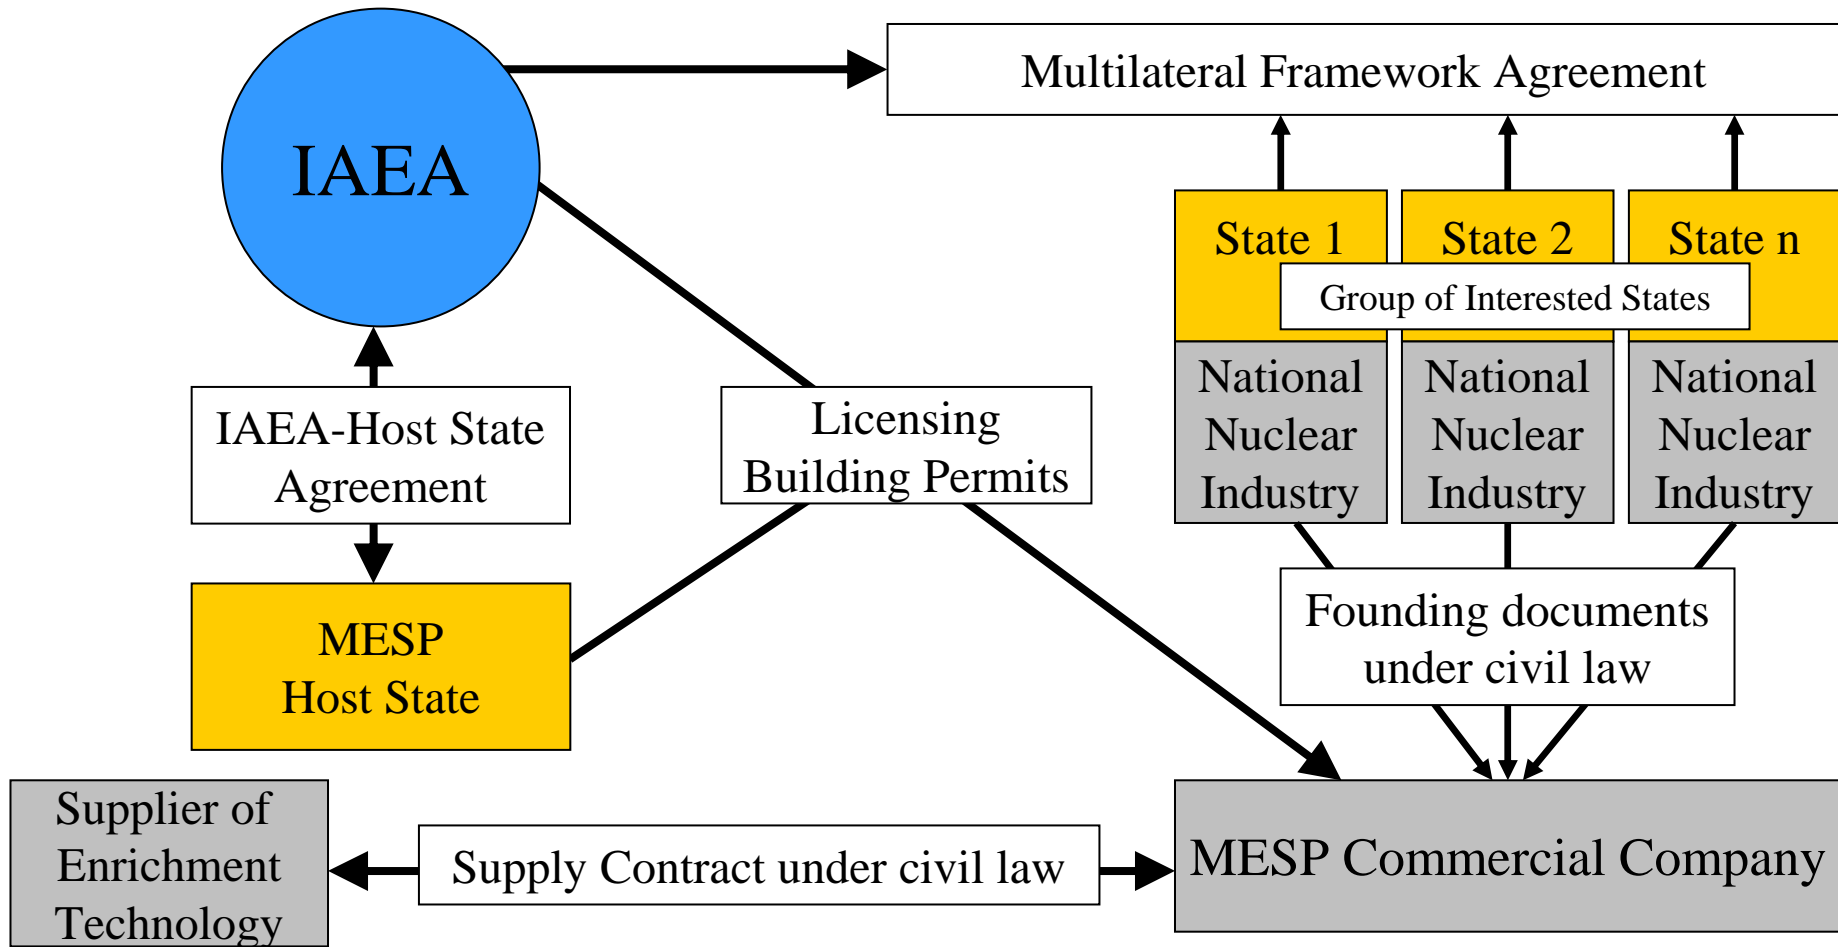 IAEA
Multilateral Framework Agreement
State 1
State 2
State n
Group of Interested States
National
Nuclear
Industry
National
Nuclear
Industry
National
Nuclear
Industry
IAEA-Host State
Agreement
Licensing
Building Permits
MESP
Host State
Founding documents
under civil law
Supplier of
Enrichment
Technology
Supply Contract under civil law
MESP Commercial Company